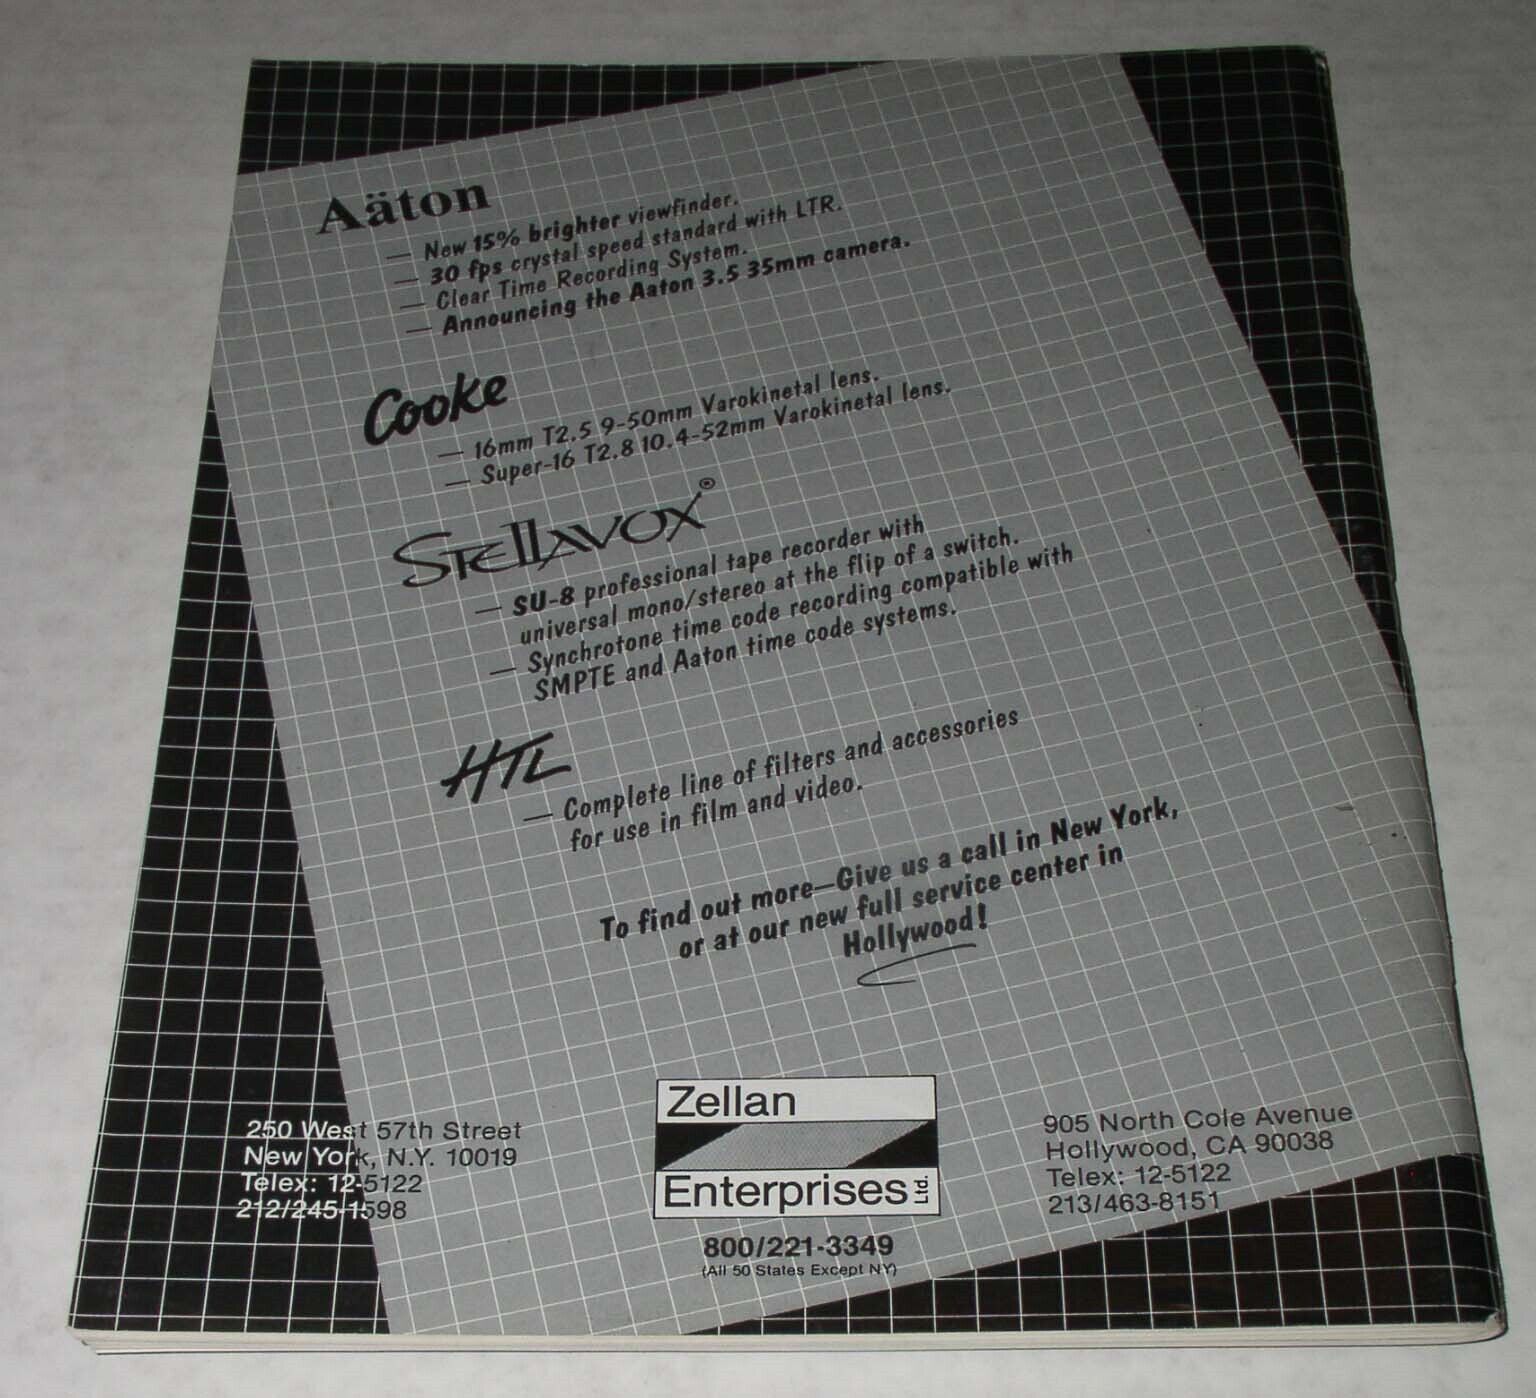 Aäton
— New 15% brighter viewfinder.
— 30 fps crystal speed standard with LTR.
— Clear Time Recording System.
— Announcing the Aaton 3.5 35mm camera.
Cooke
— 16mm T2.5 9-50mm Varokinetal lens.
— Super-16 T2.8 10.4-52mm Varokinetal lens.
STELLAVOX®
— SU-8 professional tape recorder with
universal mono/stereo at the flip of a switch.
— Synchrotone time code recording compatible with
SMPTE and Aaton time code systems.
HTL
— Complete line of filters and accessories
for use in film and video.
To find out more—Give us a call in New York,
or at our new full service center in
Hollywood!
250 West 57th Street
New York, N.Y. 10019
Telex: 12-5122
212/245-1598
Zellan
Enterprises Ltd.
800/221-3349
(All 50 States Except NY)
905 North Cole Avenue
Hollywood, CA 90038
Telex: 12-5122
213/463-8151